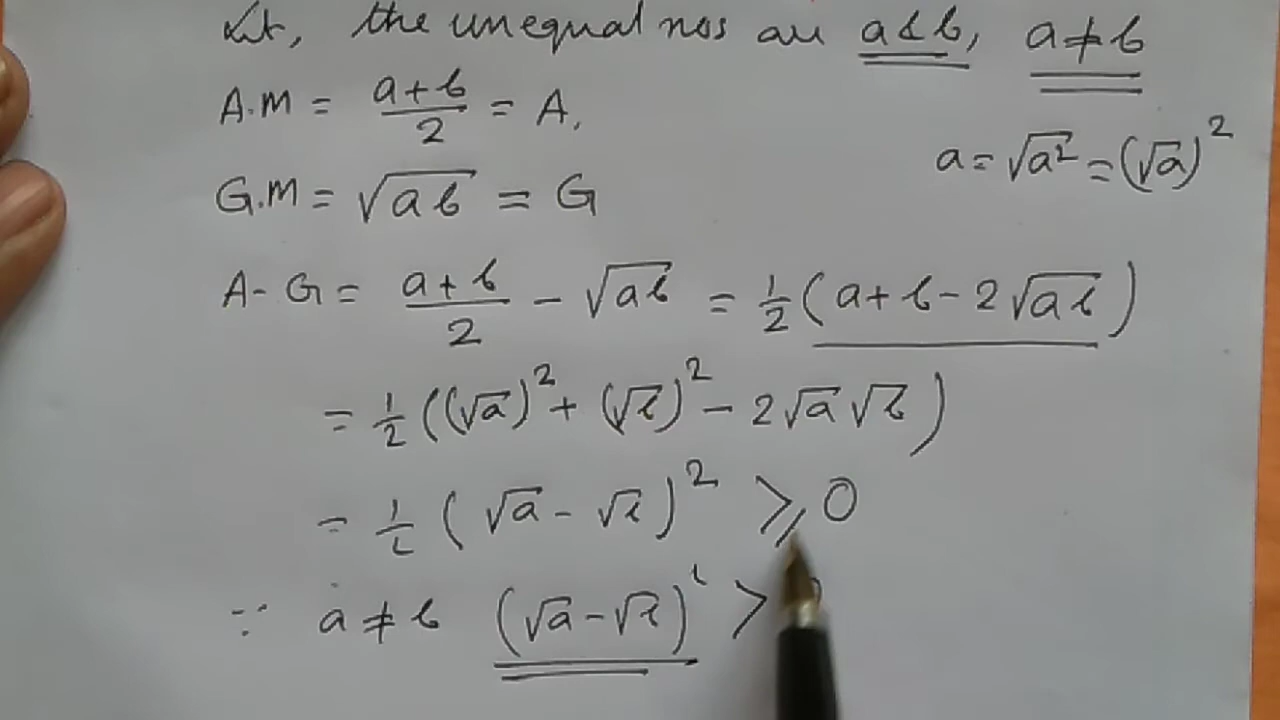 Let, the unequal nos are a & b, a ≠ b
A.M = (a+b)/2 = A.
a = √a² = (√a)²
G.M = √ab = G
A - G = (a+b)/2 - √ab = 1/2 (a + b - 2√ab)
= 1/2 ((√a)² + (√b)² - 2√a√b)
= 1/2 (√a - √b)² ⩾ 0
∵ a ≠ b (√a - √b)² >